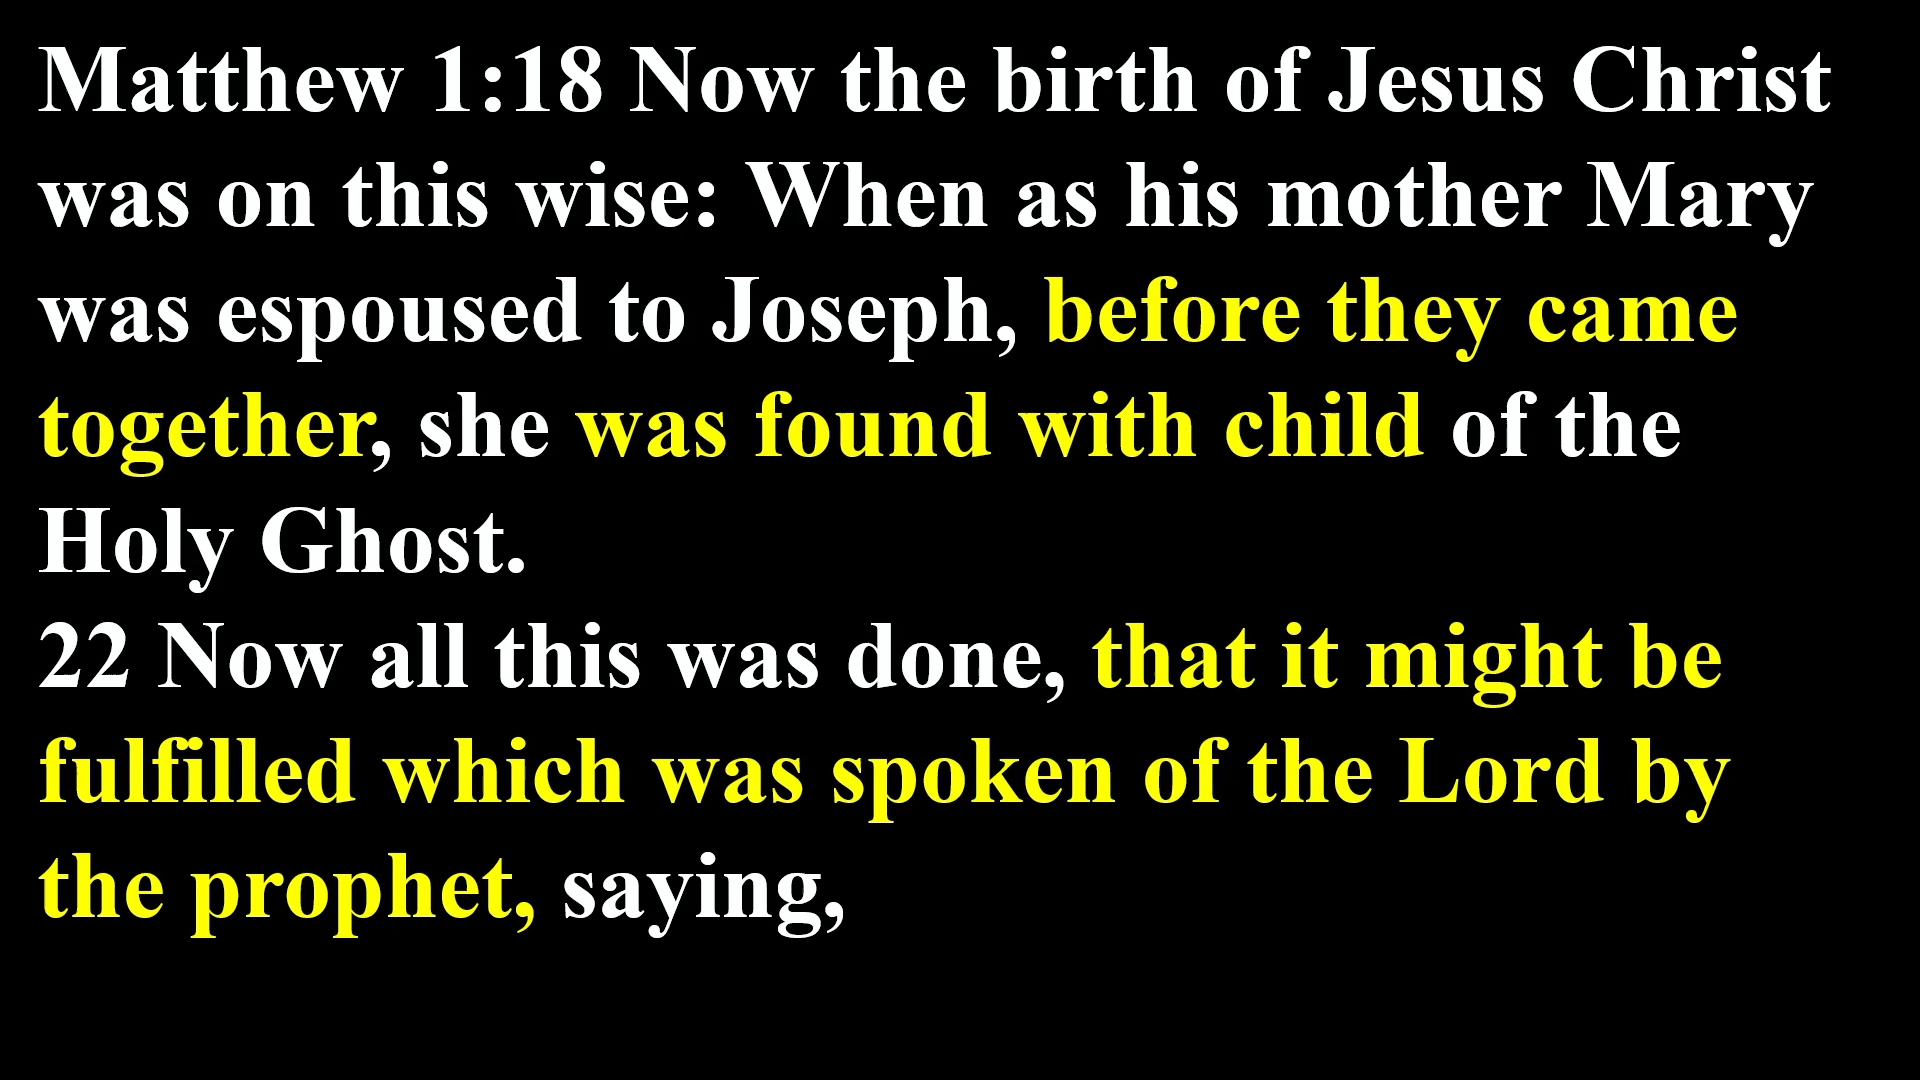 Matthew 1:18 Now the birth of Jesus Christ
was on this wise: When as his mother Mary
was espoused to Joseph, before they came
together, she was found with child of the
Holy Ghost.
22 Now all this was done, that it might be
fulfilled which was spoken of the Lord by
the prophet, saying,